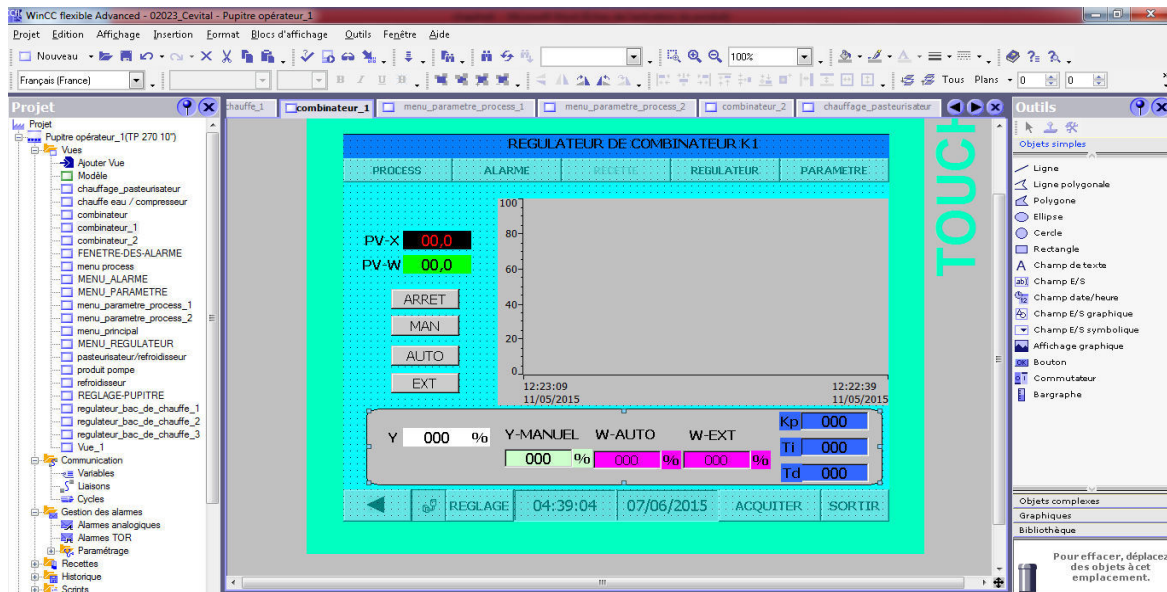 WinCC flexible Advanced - 02023_Cevital - Pupitre opérateur_1
Projet Edition Affichage Insertion Format Blocs d'affichage Outils Fenêtre Aide
Nouveau 100%
Français (France) B I U B Tous Plans 0 0
Projet
Projet
Pupitre opérateur_1(TP 270 10")
Vues
Ajouter Vue
Modèle
chauffage_pasteurisateur
chauffe eau / compresseur
combinateur
combinateur_1
combinateur_2
FENETRE-DES-ALARME
menu process
MENU_ALARME
MENU_PARAMETRE
menu_parametre_process_1
menu_parametre_process_2
menu_principal
MENU_REGULATEUR
pasteurisateur/refroidisseur
produit pompe
refroidisseur
REGLAGE-PUPITRE
regulateur_bac_de_chauffe_1
regulateur_bac_de_chauffe_2
regulateur_bac_de_chauffe_3
Vue_1
Communication
Variables
Liaisons
Cycles
Gestion des alarmes
Alarmes analogiques
Alarmes TOR
Paramétrage
Recettes
Historique
Scripts
chauffe_1 combinateur_1 menu_parametre_process_1 menu_parametre_process_2 combinateur_2 chauffage_pasteurisateur
REGULATEUR DE COMBINATEUR K1
PROCESS ALARME RECETTE REGULATEUR PARAMETRE
TOUCH
100
80
60
40
20
0
PV-X 00,0
PV-W 00,0
ARRET
MAN
AUTO
EXT
12:23:09 12:22:39
11/05/2015 11/05/2015
Y 000 %
Y-MANUEL W-AUTO W-EXT
000 % 000 % 000 %
Kp 000
Ti 000
Td 000
REGLAGE 04:39:04 07/06/2015 ACQUITER SORTIR
Outils
Objets simples
Ligne
Ligne polygonale
Polygone
Ellipse
Cercle
Rectangle
Champ de texte
Champ E/S
Champ date/heure
Champ E/S graphique
Champ E/S symbolique
Affichage graphique
Bouton
Commutateur
Bargraphe
Objets complexes
Graphiques
Bibliothèque
Pour effacer, déplacez
des objets à cet
emplacement.